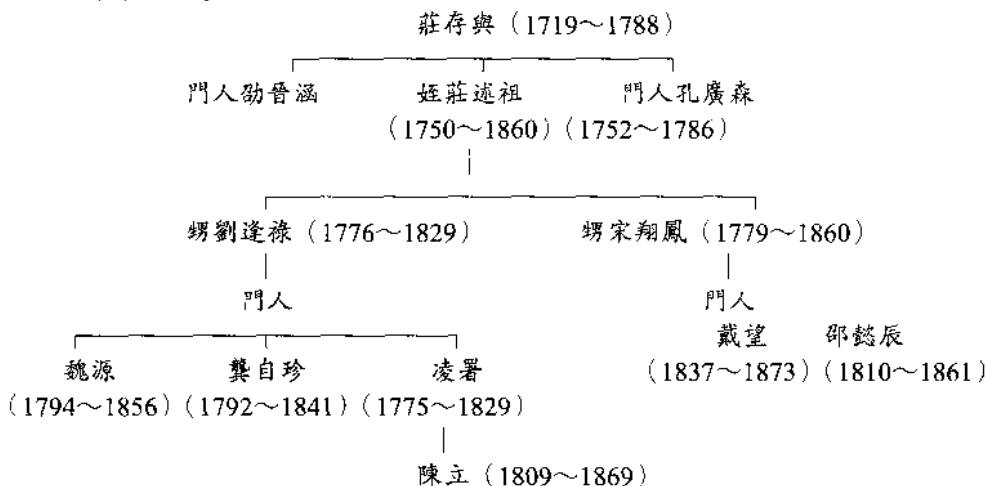 莊存與（1719～1788）
門人劭晉涵 姪莊述祖 門人孔廣森
（1750～1860）（1752～1786）
甥劉逢祿（1776～1829） 甥宋翔鳳（1779～1860）
門人 門人
戴望 邵懿辰
（1837～1873）（1810～1861）
魏源 龔自珍 凌署
（1794～1856）（1792～1841）（1775～1829）
陳立（1809～1869）